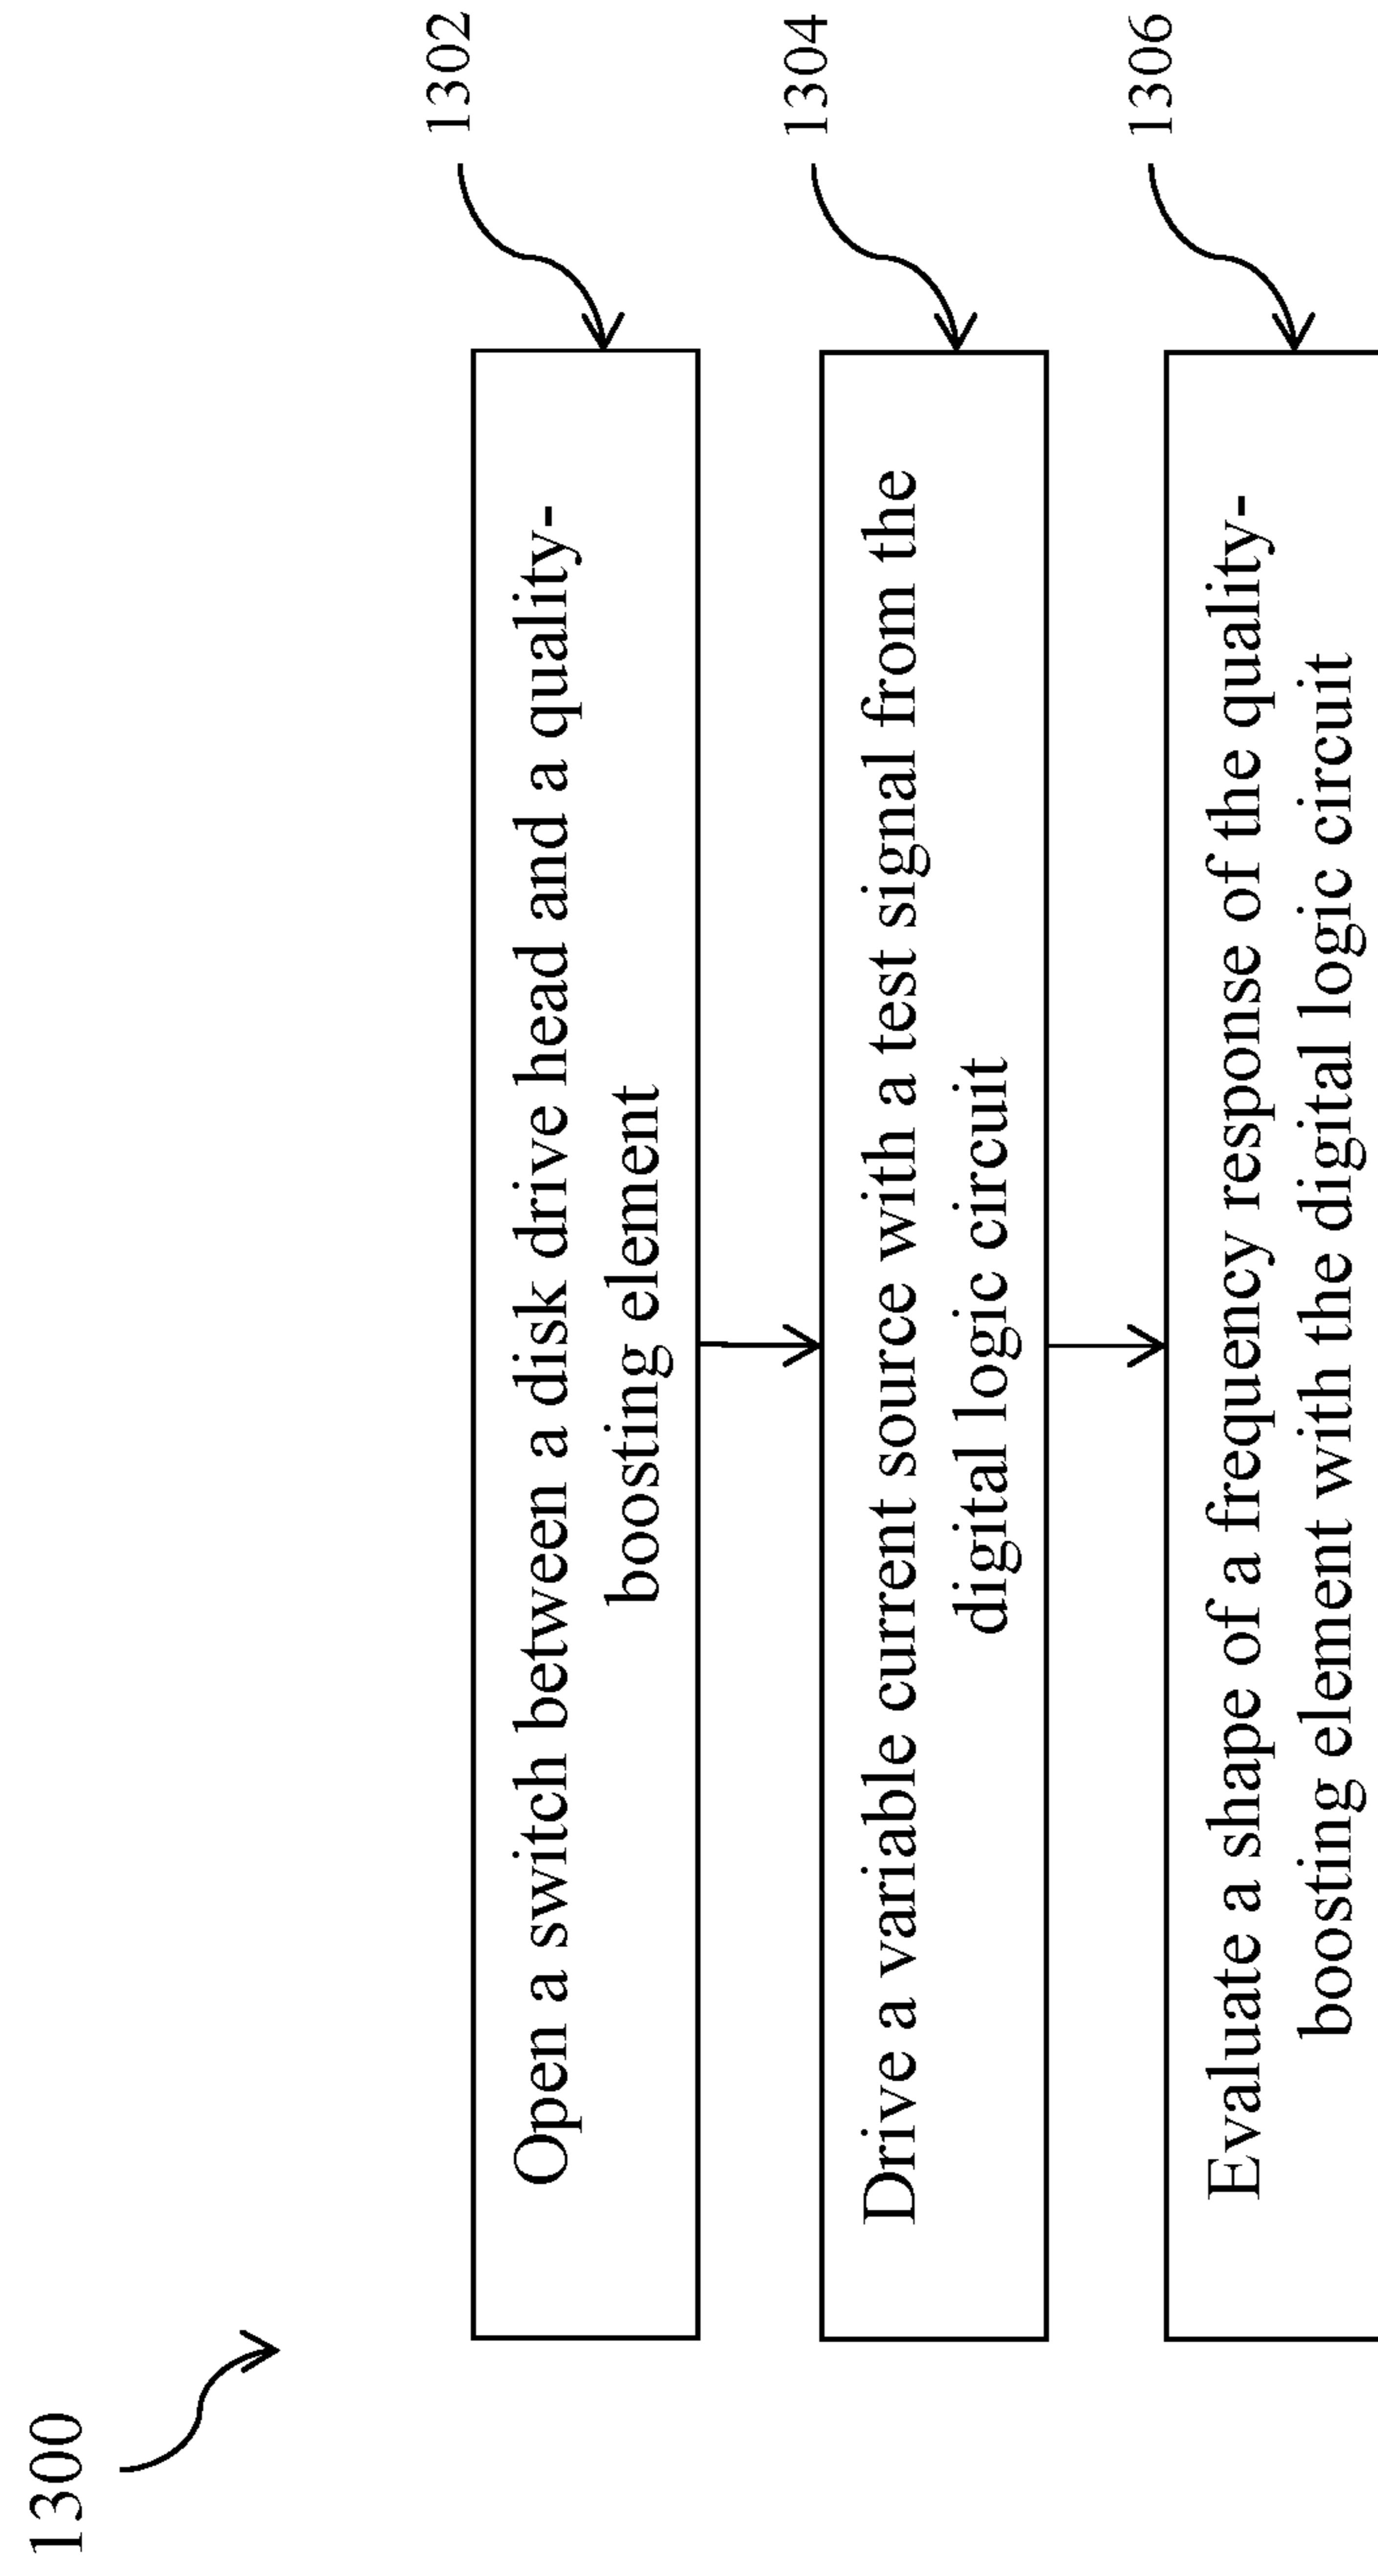 1300
Open a switch between a disk drive head and a quality-
boosting element
1302
Drive a variable current source with a test signal from the
digital logic circuit
1304
Evaluate a shape of a frequency response of the quality-
boosting element with the digital logic circuit
1306